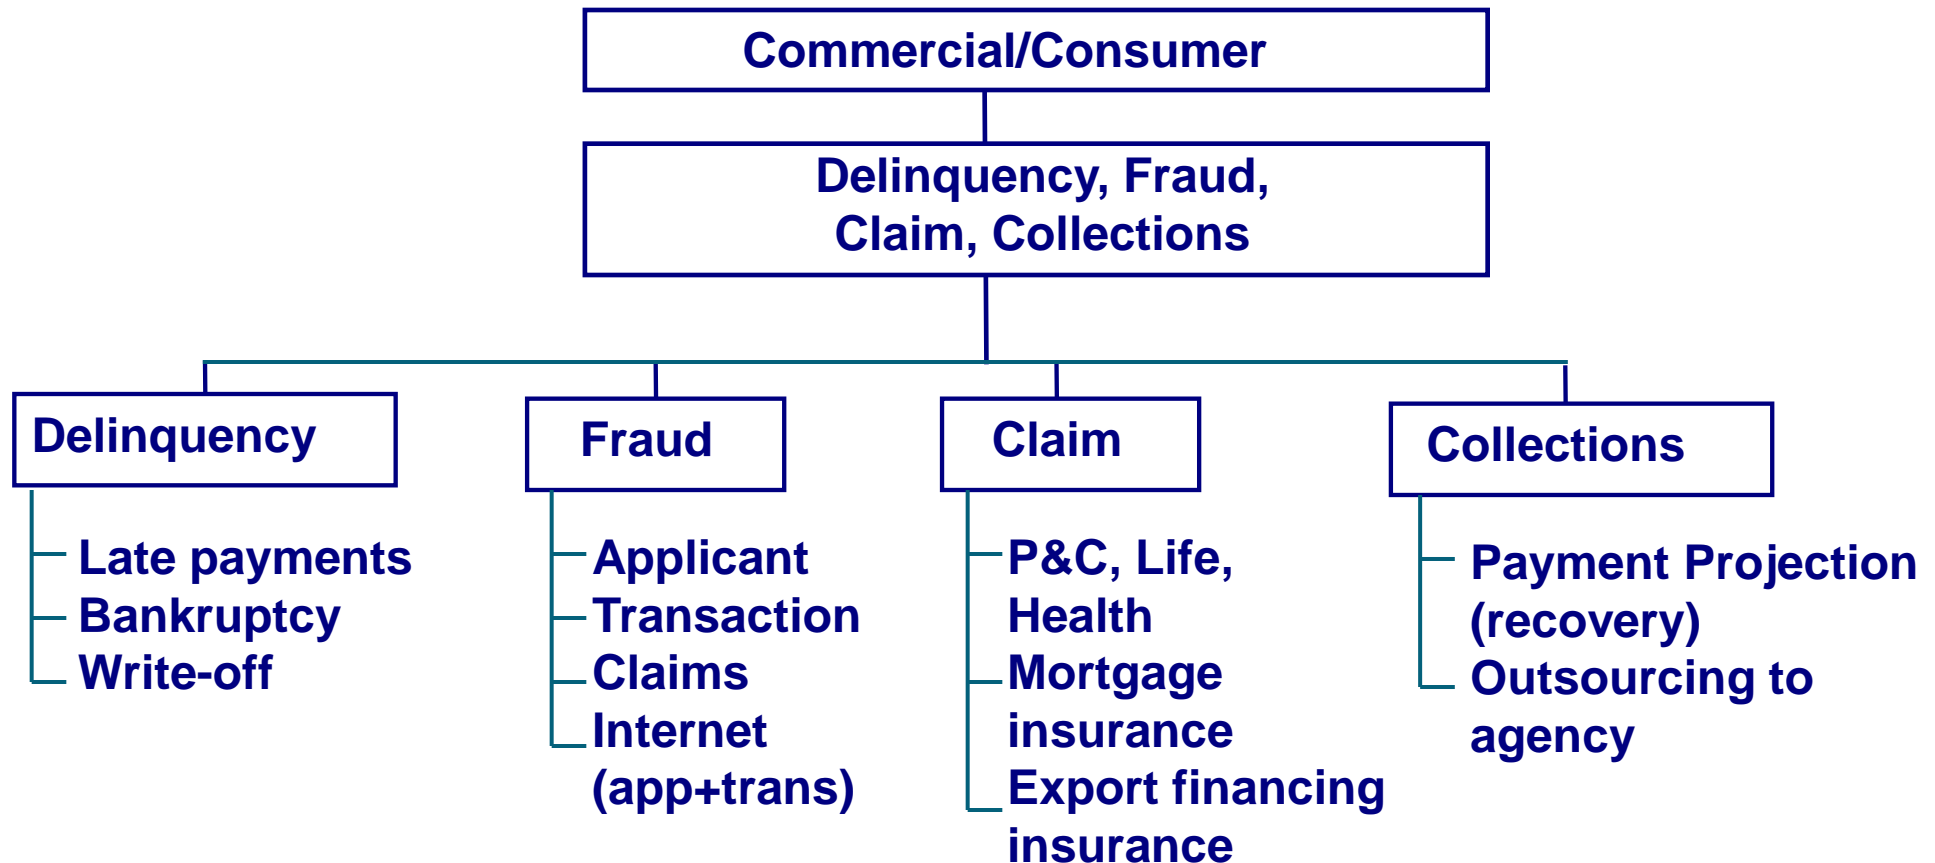 Commercial/Consumer
Delinquency, Fraud,
Claim, Collections
Delinquency
Late payments
Bankruptcy
Write-off
Fraud
Applicant
Transaction
Claims
Internet
(app+trans)
Claim
P&C, Life,
Health
Mortgage
insurance
Export financing
insurance
Collections
Payment Projection
(recovery)
Outsourcing to
agency